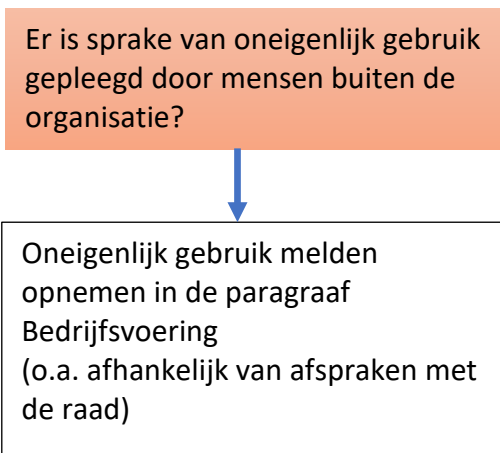 Er is sprake van oneigenlijk gebruik
gepleegd door mensen buiten de
organisatie?
Oneigenlijk gebruik melden
opnemen in de paragraaf
Bedrijfsvoering
(o.a. afhankelijk van afspraken met
de raad)